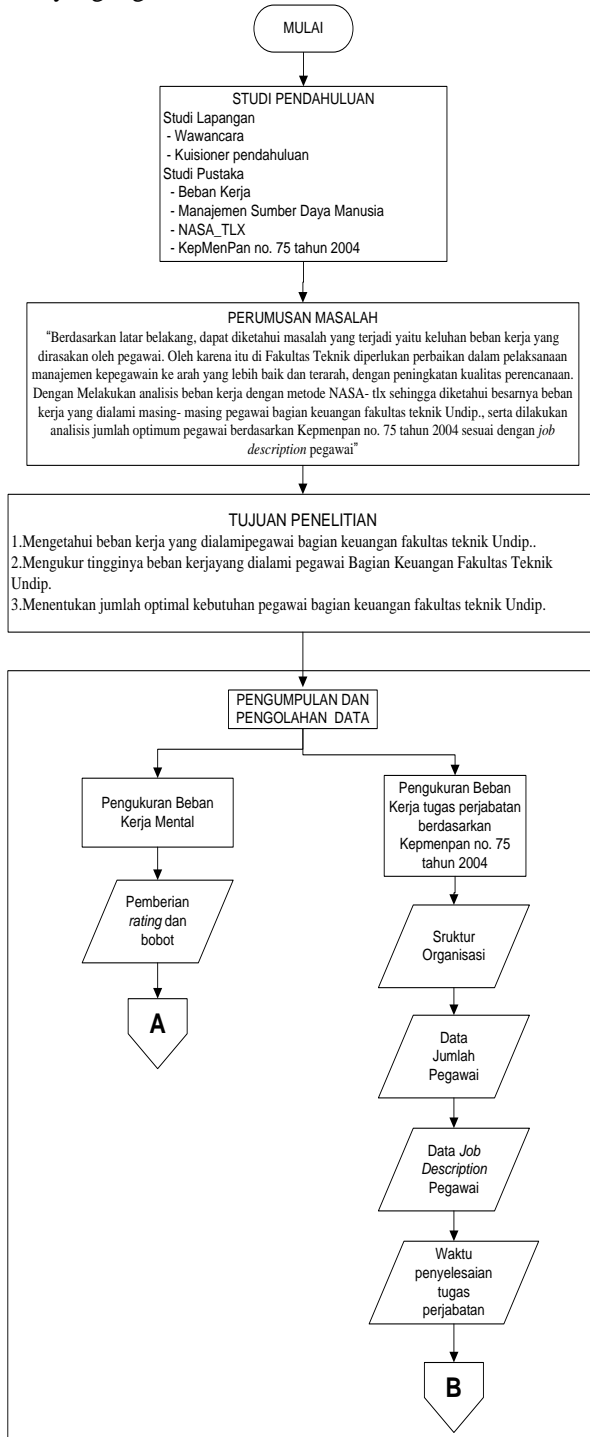 MULAI
STUDI PENDAHULUAN
Studi Lapangan
- Wawancara
- Kuisioner pendahuluan
Studi Pustaka
- Beban Kerja
- Manajemen Sumber Daya Manusia
- NASA_TLX
- KepMenPan no. 75 tahun 2004
PERUMUSAN MASALAH
“Berdasarkan latar belakang, dapat diketahui masalah yang terjadi yaitu keluhan beban kerja yang
dirasakan oleh pegawai. Oleh karena itu di Fakultas Teknik diperlukan perbaikan dalam pelaksanaan
manajemen kepegawain ke arah yang lebih baik dan terarah, dengan peningkatan kualitas perencanaan.
Dengan Melakukan analisis beban kerja dengan metode NASA- tlx sehingga diketahui besarnya beban
kerja yang dialami masing- masing pegawai bagian keuangan fakultas teknik Undip., serta dilakukan
analisis jumlah optimum pegawai berdasarkan Kepmenpan no. 75 tahun 2004 sesuai dengan job
description pegawai”
TUJUAN PENELITIAN
1.Mengetahui beban kerja yang dialamipegawai bagian keuangan fakultas teknik Undip..
2.Mengukur tingginya beban kerjayang dialami pegawai Bagian Keuangan Fakultas Teknik
Undip.
3.Menentukan jumlah optimal kebutuhan pegawai bagian keuangan fakultas teknik Undip.
PENGUMPULAN DAN
PENGOLAHAN DATA
Pengukuran Beban
Kerja Mental
Pemberian
rating dan
bobot
A
Pengukuran Beban
Kerja tugas perjabatan
berdasarkan
Kepmenpan no. 75
tahun 2004
Sruktur
Organisasi
Data
Jumlah
Pegawai
Data Job
Description
Pegawai
Waktu
penyelesaian
tugas
perjabatan
B